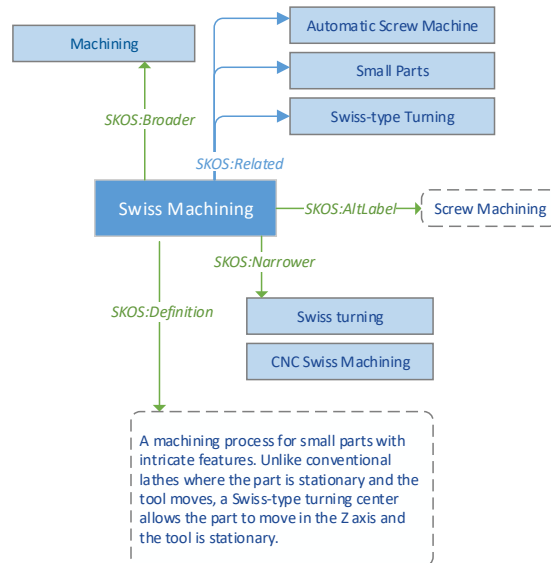 Machining
Automatic Screw Machine
Small Parts
Swiss-type Turning
SKOS:Broader
SKOS:Related
Swiss Machining
SKOS:AltLabel
Screw Machining
SKOS:Narrower
SKOS:Definition
Swiss turning
CNC Swiss Machining
A machining process for small parts with
intricate features. Unlike conventional
lathes where the part is stationary and the
tool moves, a Swiss-type turning center
allows the part to move in the Z axis and
the tool is stationary.